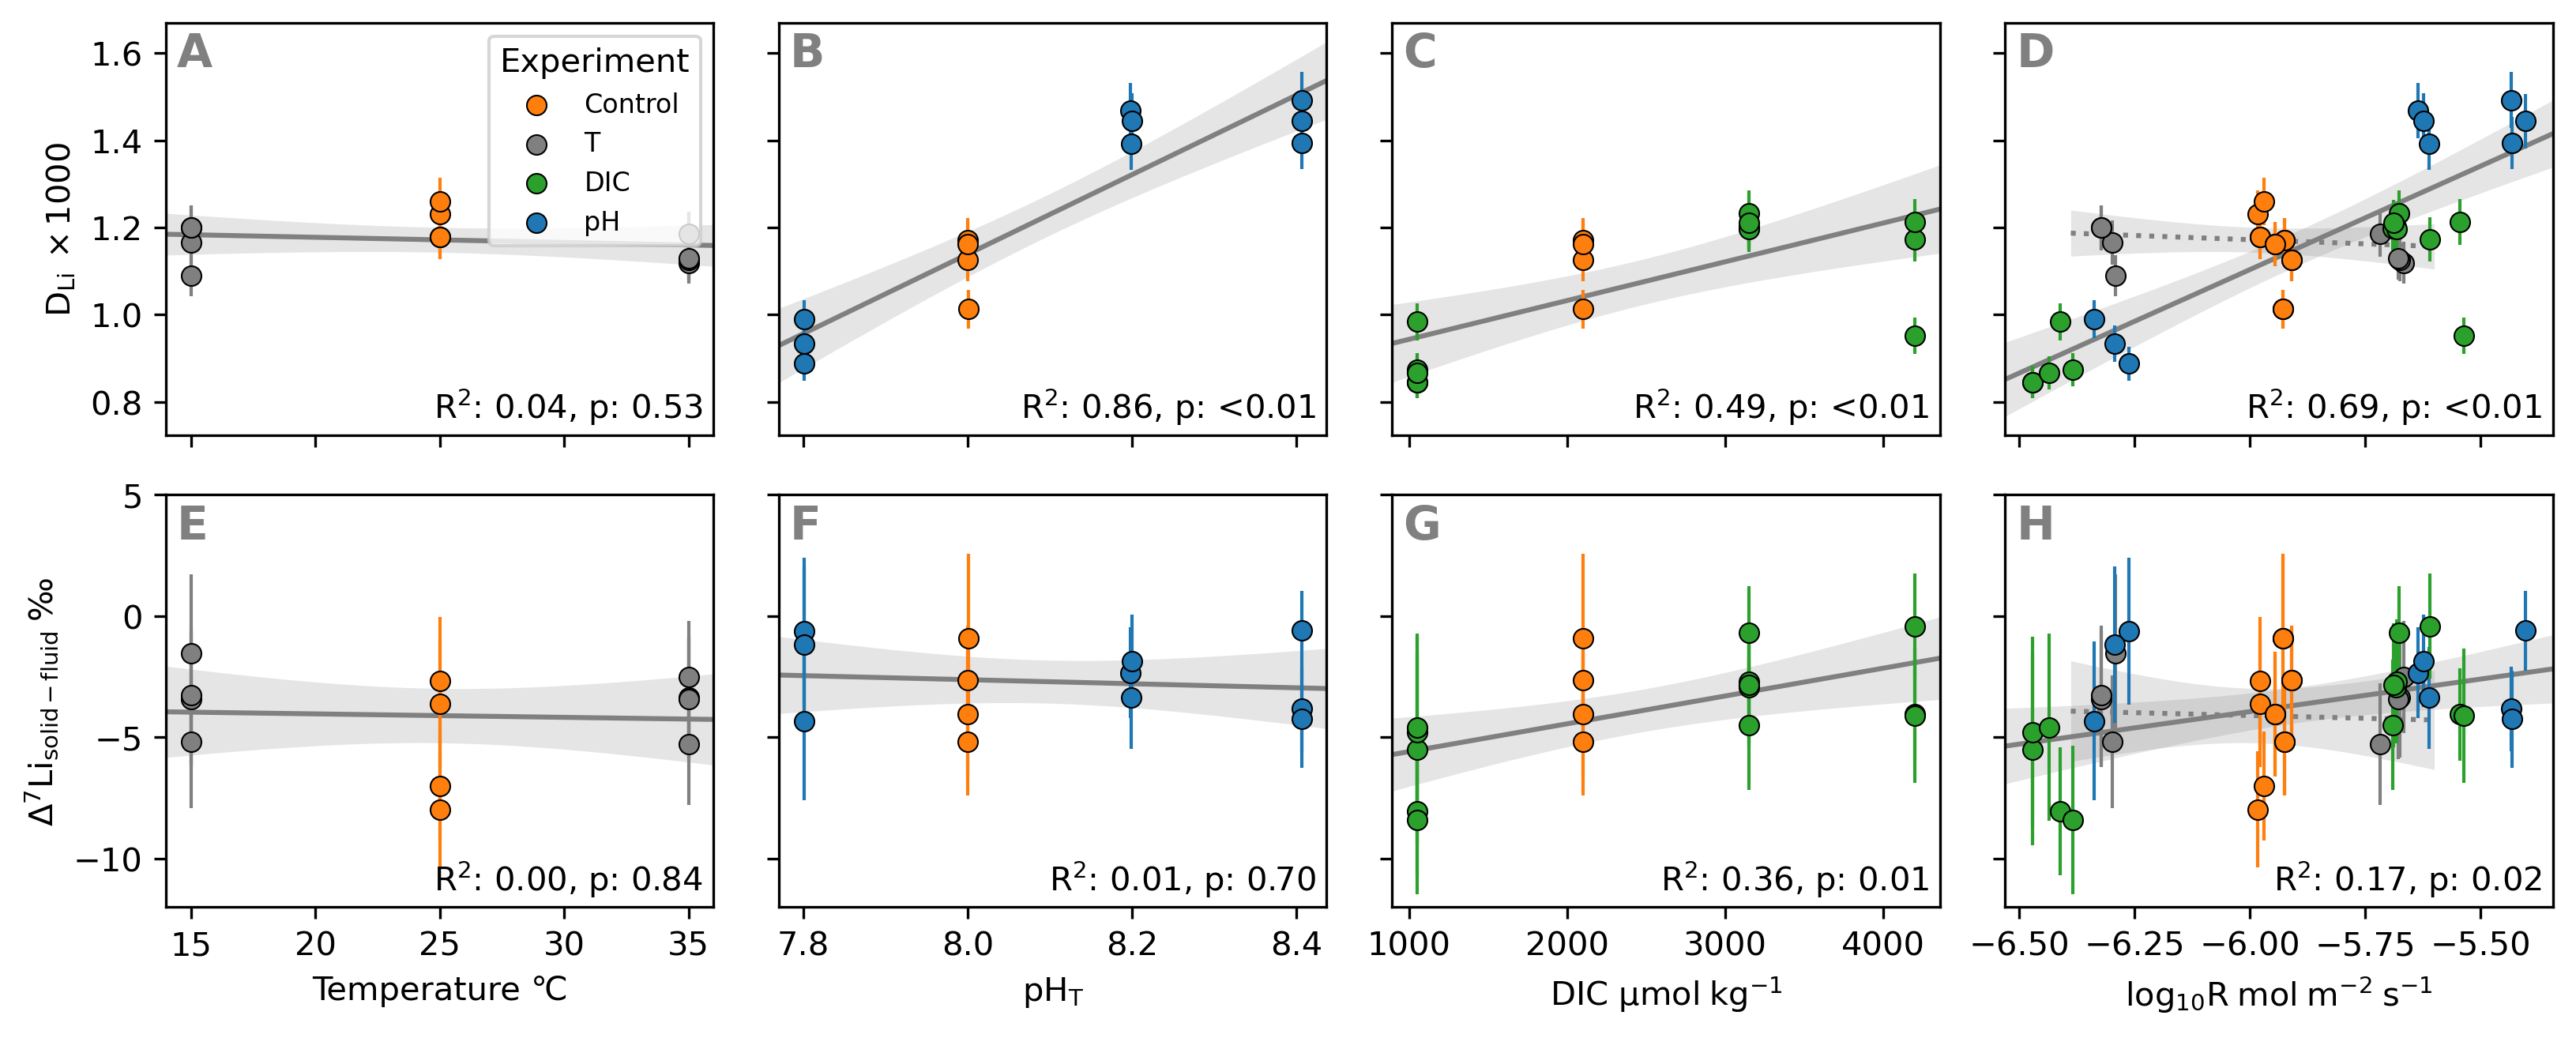 A
Experiment
Control
T
DIC
pH
B
C
D
1.6
1.4
1.2
1.0
0.8
D_Li × 1000
R²: 0.04, p: 0.53
R²: 0.86, p: <0.01
R²: 0.49, p: <0.01
R²: 0.69, p: <0.01
E
F
G
H
5
0
−5
−10
Δ⁷Li_solid−fluid ‰
R²: 0.00, p: 0.84
R²: 0.01, p: 0.70
R²: 0.36, p: 0.01
R²: 0.17, p: 0.02
15 20 25 30 35
7.8 8.0 8.2 8.4
1000 2000 3000 4000
−6.50 −6.25 −6.00 −5.75 −5.50
Temperature °C
pH_T
DIC µmol kg⁻¹
log₁₀R mol m⁻² s⁻¹